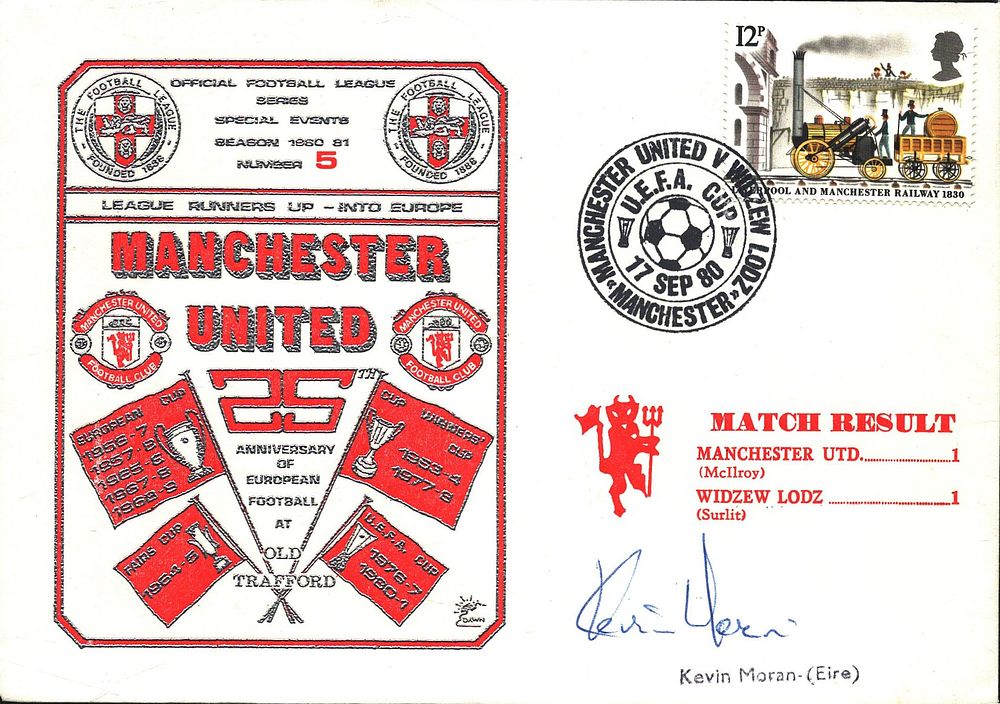 OFFICIAL FOOTBALL LEAGUE
SERIES
SPECIAL EVENTS
SEASON 1980 81
NUMBER 5
THE FOOTBALL LEAGUE
FOUNDED 1888
THE FOOTBALL LEAGUE
FOUNDED 1888
LEAGUE RUNNERS UP - INTO EUROPE
MANCHESTER
UNITED
MANCHESTER UNITED
FOOTBALL CLUB
MANCHESTER UNITED
FOOTBALL CLUB
25TH
ANNIVERSARY
OF
EUROPEAN
FOOTBALL
AT
OLD
TRAFFORD
EUROPEAN CUP
1956-7
1957-8
1965-6
1967-8
1968-9
CUP WINNERS'
CUP
1963-4
1977-8
FAIRS CUP
1964-5
U.E.F.A. CUP
1976-7
1980-1
DAWN
12P
LIVERPOOL AND MANCHESTER RAILWAY 1830
MANCHESTER UNITED V WIDZEN LODZ
U.E.F.A. CUP
17 SEP 80
"MANCHESTER"
MATCH RESULT
MANCHESTER UTD..................1
(McIlroy)
WIDZEW LODZ ........................1
(Surlit)
Kevin Moran
Kevin Moran-(Eire)